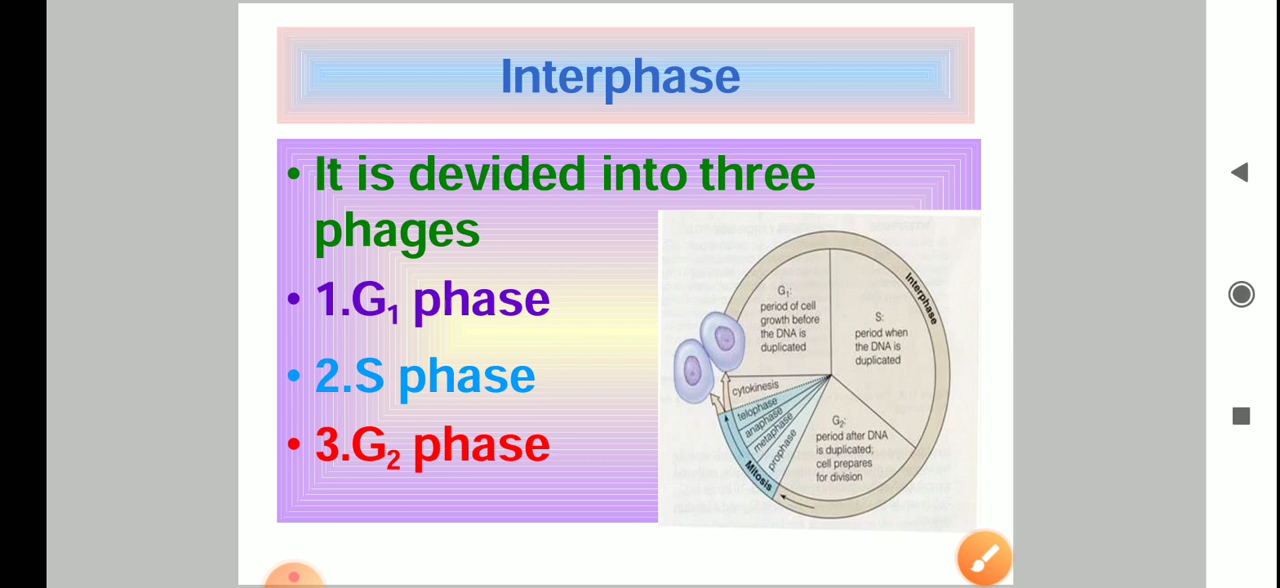 Interphase
• It is devided into three
phages
• 1.G₁ phase
• 2.S phase
• 3.G₂ phase
G₁:
period of cell
growth before
the DNA is
duplicated
S:
period when
the DNA is
duplicated
Interphase
cytokinesis
telophase
anaphase
metaphase
prophase
Mitosis
G₂:
period after DNA
is duplicated;
cell prepares
for division